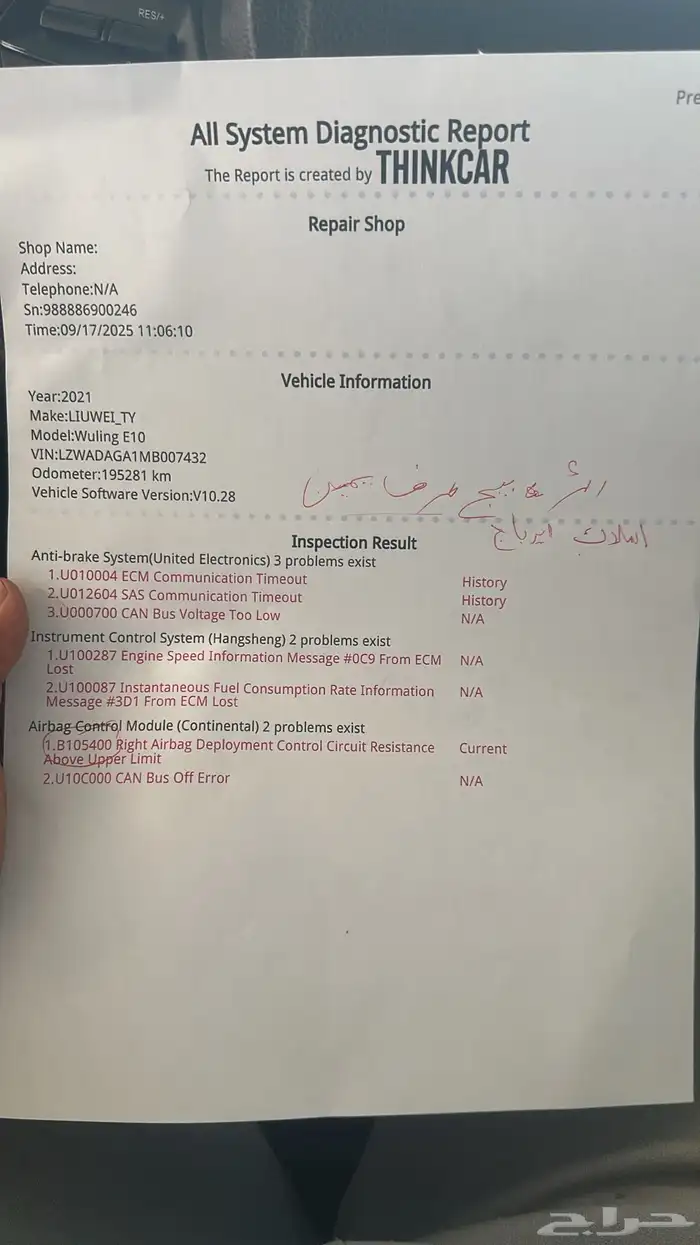 RES/+
Pre
All System Diagnostic Report
The Report is created by THINKCAR
Repair Shop
Shop Name:
Address:
Telephone:N/A
Sn:988886900246
Time:09/17/2025 11:06:10
Vehicle Information
Year:2021
Make:LIUWEI_TY
Model:Wuling E10
VIN:LZWADAGA1MB007432
Odometer:195281 km
Vehicle Software Version:V10.28
اسلاك ايرباج
Inspection Result
Anti-brake System(United Electronics) 3 problems exist
1.U010004 ECM Communication Timeout History
2.U012604 SAS Communication Timeout History
3.U000700 CAN Bus Voltage Too Low N/A
Instrument Control System (Hangsheng) 2 problems exist
1.U100287 Engine Speed Information Message #0C9 From ECM N/A
Lost
2.U100087 Instantaneous Fuel Consumption Rate Information N/A
Message #3D1 From ECM Lost
Airbag Control Module (Continental) 2 problems exist
1.B105400 Right Airbag Deployment Control Circuit Resistance Current
Above Upper Limit
2.U10C000 CAN Bus Off Error N/A
حراج